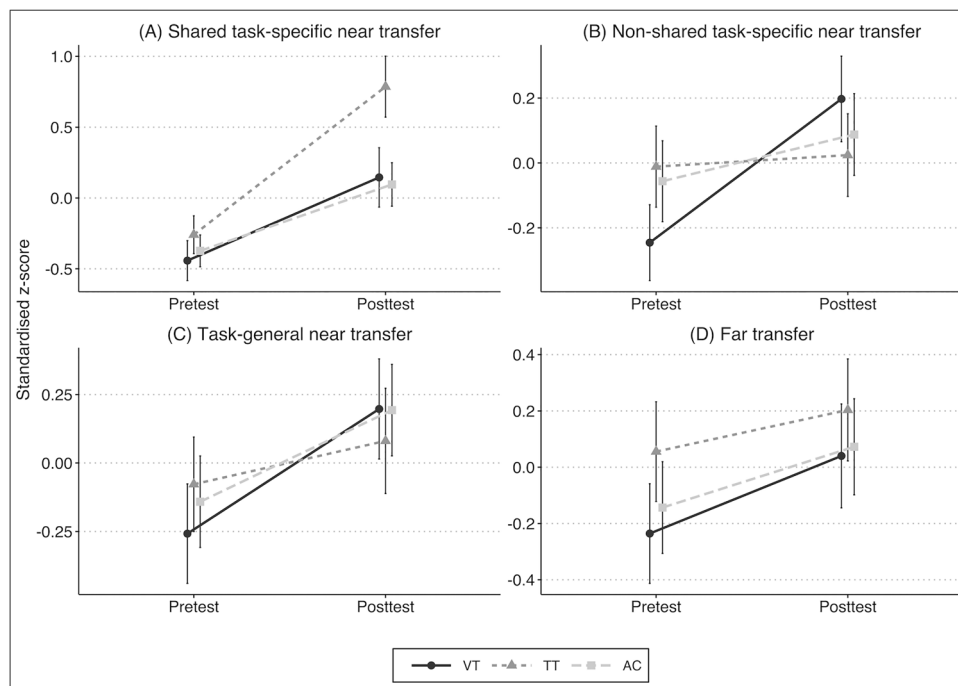 (A) Shared task-specific near transfer
1.0
0.5
0.0
-0.5
Pretest Posttest
(B) Non-shared task-specific near transfer
0.2
0.0
-0.2
Pretest Posttest
Standardised z-score
(C) Task-general near transfer
0.25
0.00
-0.25
Pretest Posttest
(D) Far transfer
0.4
0.2
0.0
-0.2
-0.4
Pretest Posttest
VT TT AC